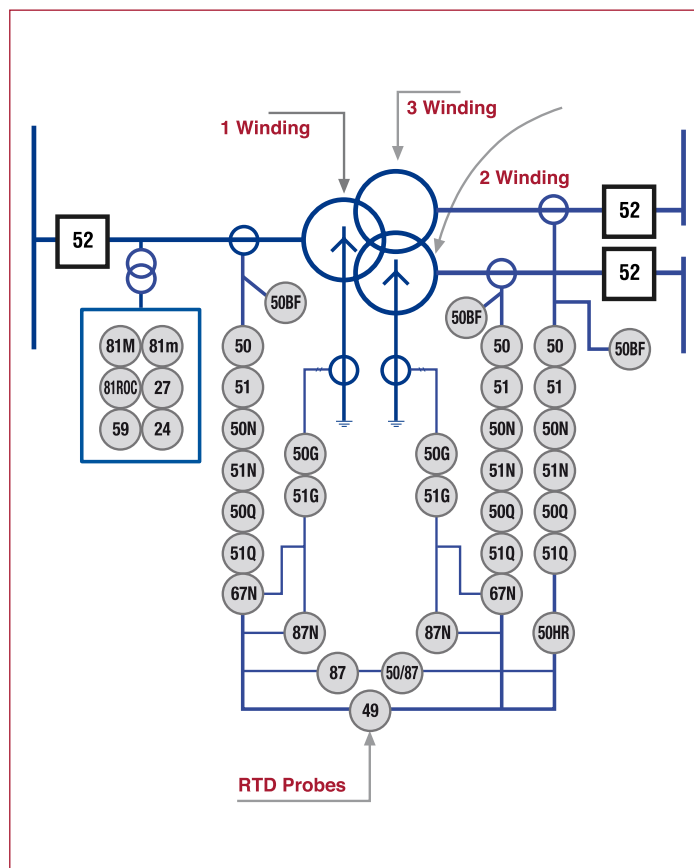 3 Winding
1 Winding
2 Winding
52
52
52
50BF
50BF
50BF
81M 81m
81ROC 27
59 24
50
51
50N
51N
50Q
51Q
67N
50G
51G
87N
50G
51G
87N
50
51
50N
51N
50Q
51Q
67N
50
51
50N
51N
50Q
51Q
50HR
87
50/87
49
RTD Probes